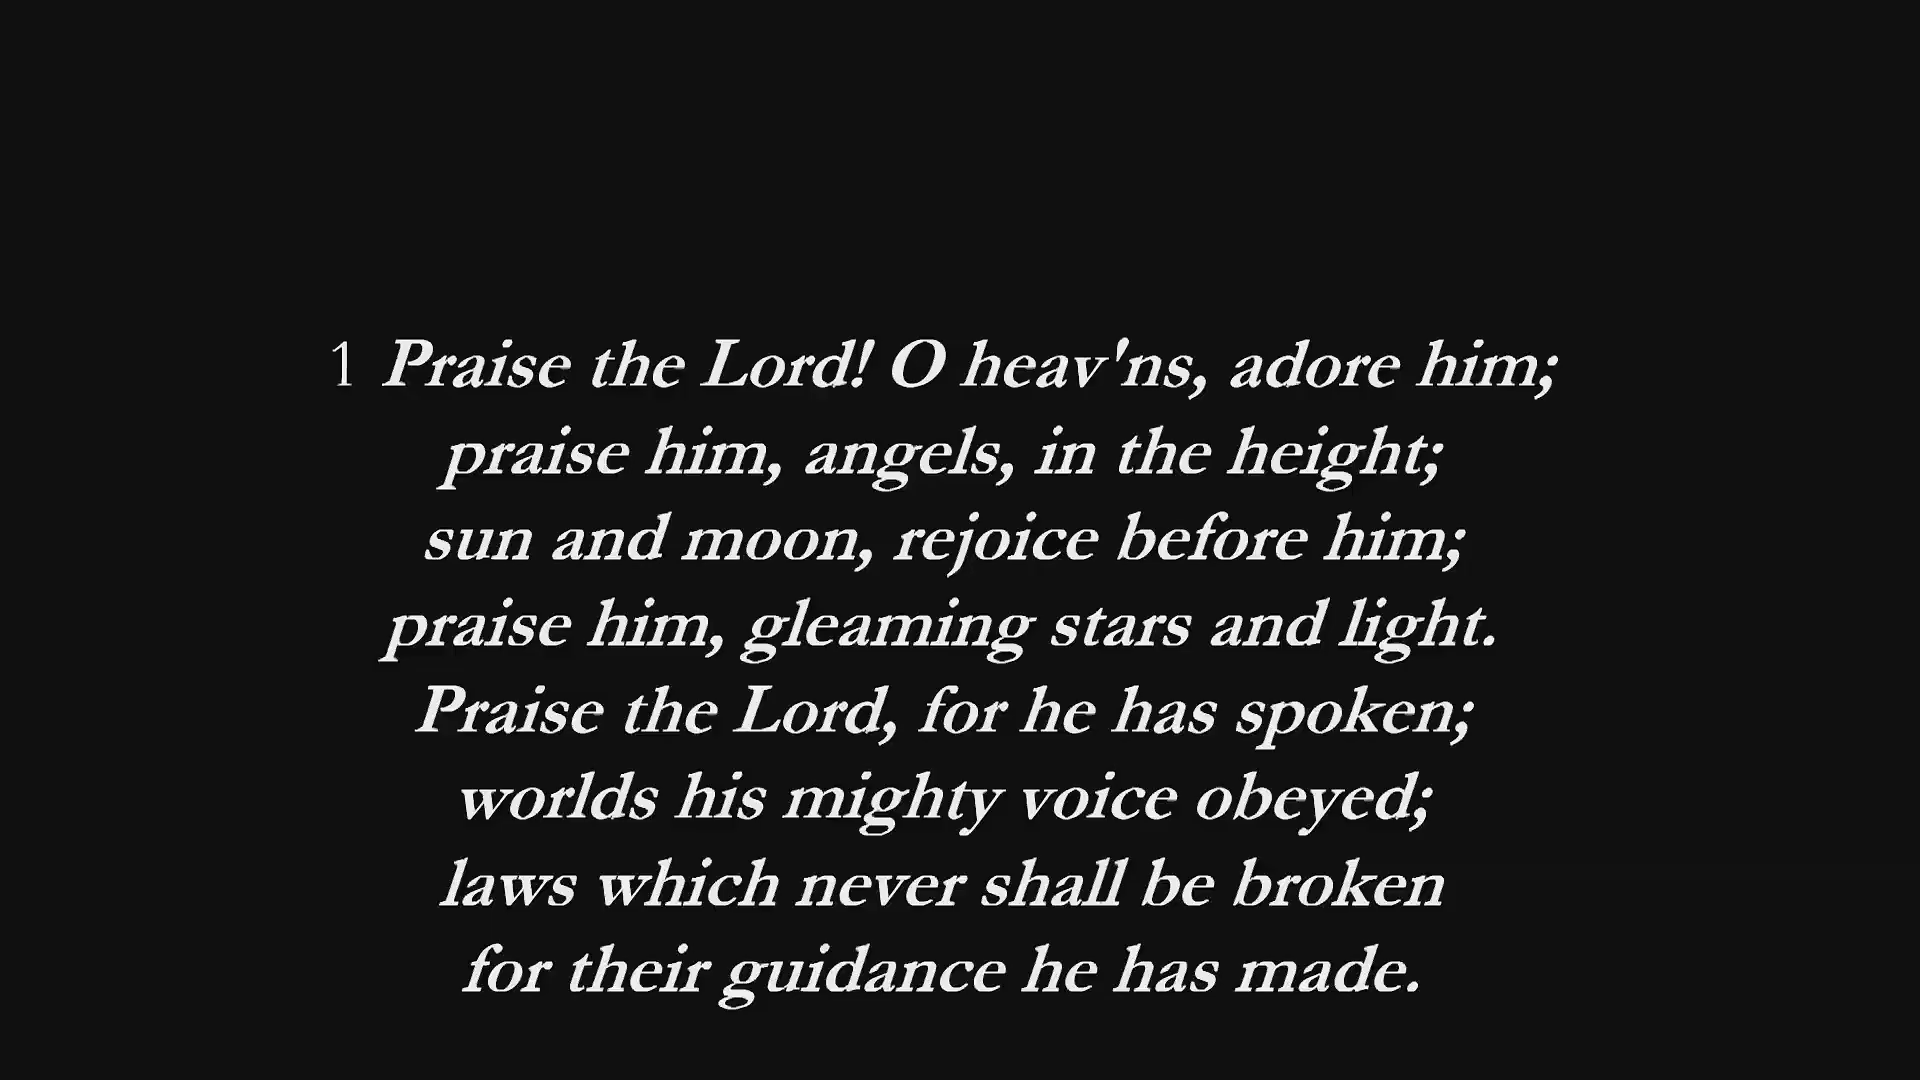 1 Praise the Lord! O heav'ns, adore him;
praise him, angels, in the height;
sun and moon, rejoice before him;
praise him, gleaming stars and light.
Praise the Lord, for he has spoken;
worlds his mighty voice obeyed;
laws which never shall be broken
for their guidance he has made.